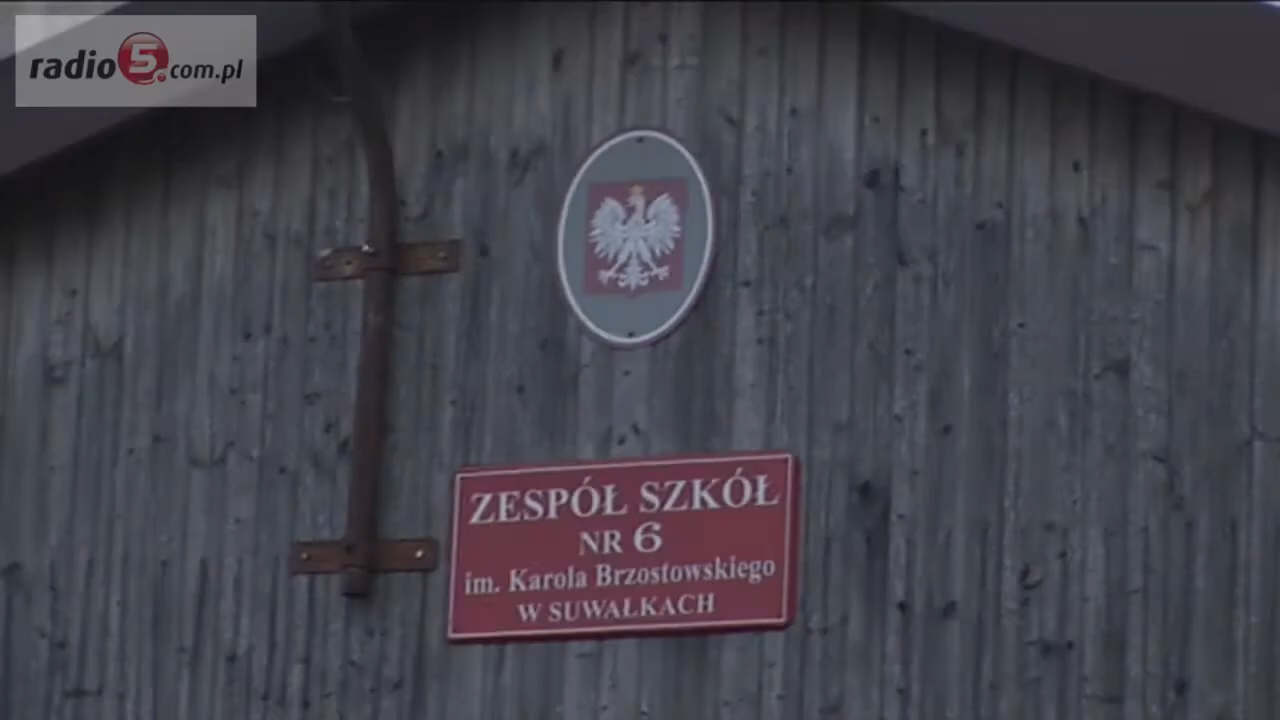 radio5.com.pl
ZESPÓŁ SZKÓŁ
NR 6
im. Karola Brzostowskiego
W SUWAŁKACH